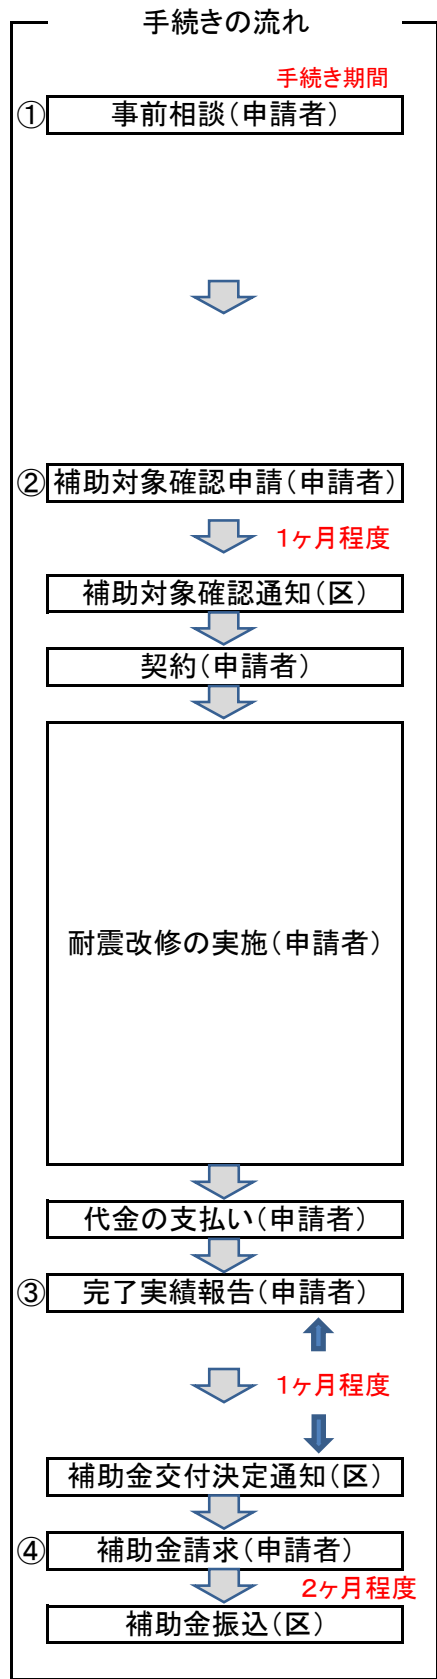 手続きの流れ
手続き期間
①事前相談(申請者)
②補助対象確認申請(申請者)
1ヶ月程度
補助対象確認通知(区)
契約(申請者)
耐震改修の実施(申請者)
代金の支払い(申請者)
③完了実績報告(申請者)
1ヶ月程度
補助金交付決定通知(区)
④補助金請求(申請者)
2ヶ月程度
補助金振込(区)